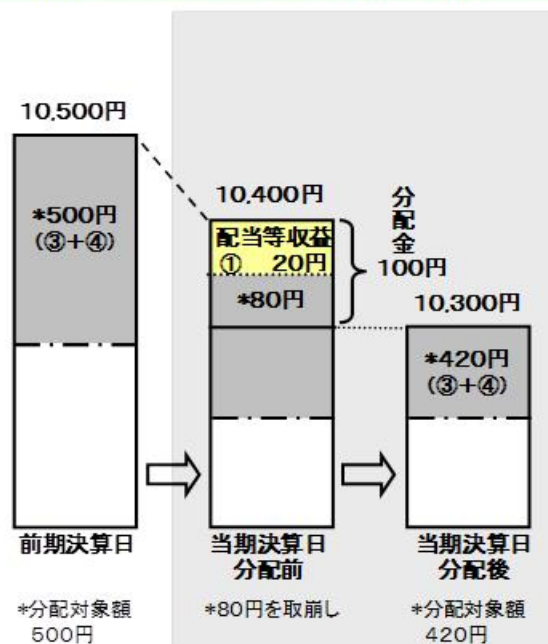 10,500円
*500円
(③+④)
前期決算日
*分配対象額
500円
10,400円
配当等収益
① 20円
*80円
分配金
100円
当期決算日
分配前
*80円を取崩し
10,300円
*420円
(③+④)
当期決算日
分配後
*分配対象額
420円